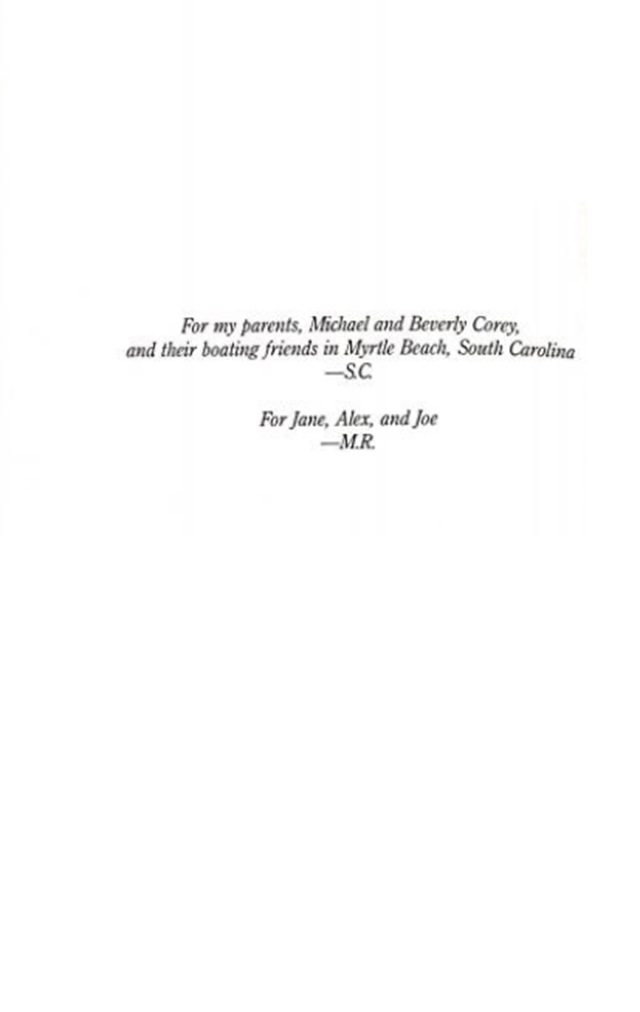 For my parents, Michael and Beverly Corey,
and their boating friends in Myrtle Beach, South Carolina
—S.C.
For Jane, Alex, and Joe
—M.R.